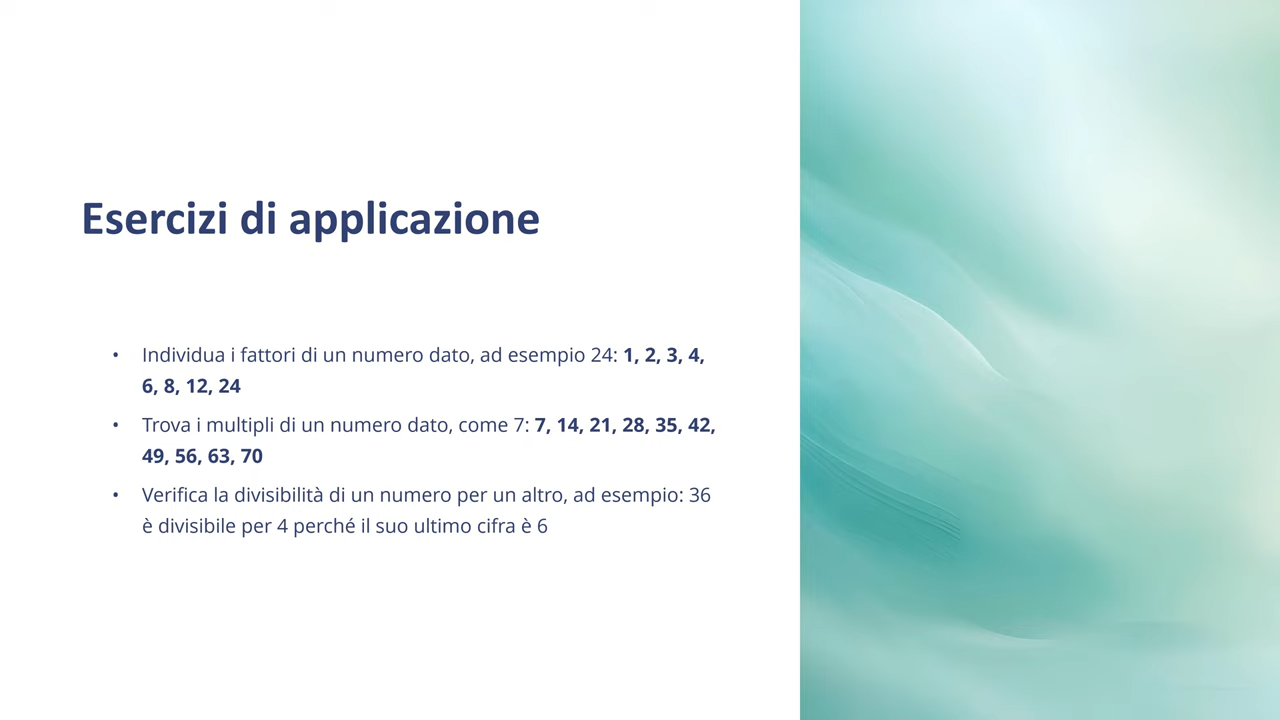 Esercizi di applicazione
• Individua i fattori di un numero dato, ad esempio 24: 1, 2, 3, 4,
6, 8, 12, 24
• Trova i multipli di un numero dato, come 7: 7, 14, 21, 28, 35, 42,
49, 56, 63, 70
• Verifica la divisibilità di un numero per un altro, ad esempio: 36
è divisibile per 4 perché il suo ultimo cifra è 6